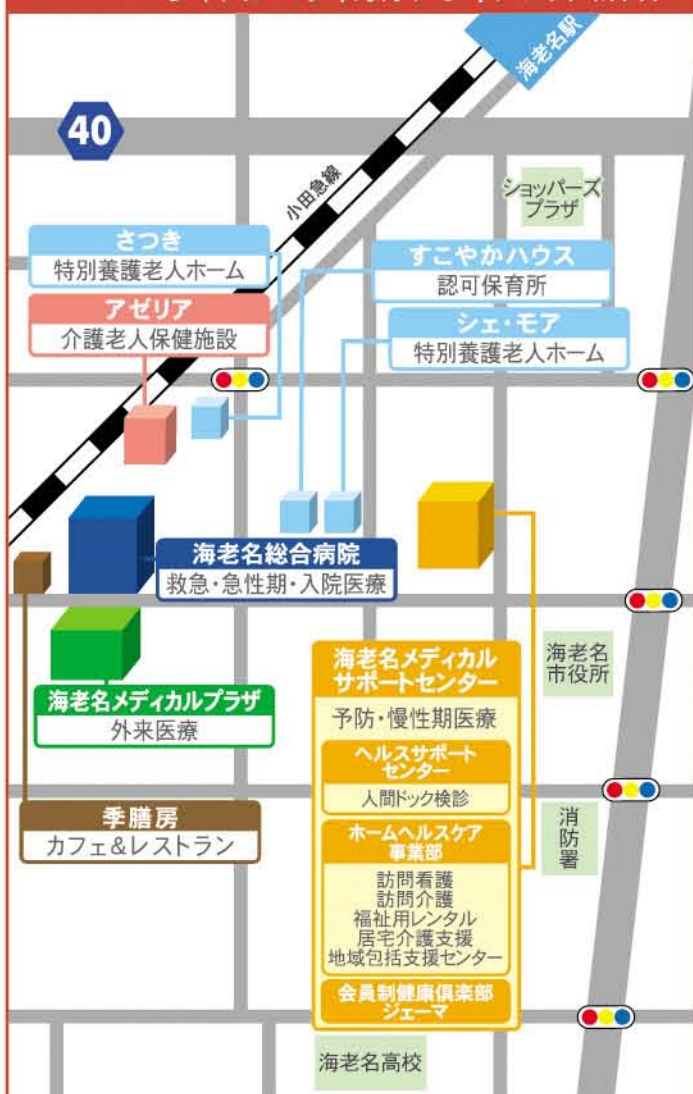 海老名駅
40
小田急線
ショッパーズ
プラザ
さつき
特別養護老人ホーム
すこやかハウス
認可保育所
アゼリア
介護老人保健施設
シェ・モア
特別養護老人ホーム
海老名総合病院
救急・急性期・入院医療
海老名メディカル
サポートセンター
予防・慢性期医療
海老名
市役所
海老名メディカルプラザ
外来医療
ヘルスサポート
センター
人間ドック検診
季膳房
カフェ&レストラン
ホームヘルスケア
事業部
訪問看護
訪問介護
福祉用レンタル
居宅介護支援
地域包括支援センター
消防署
会員制健康倶楽部
ジェーマ
海老名高校